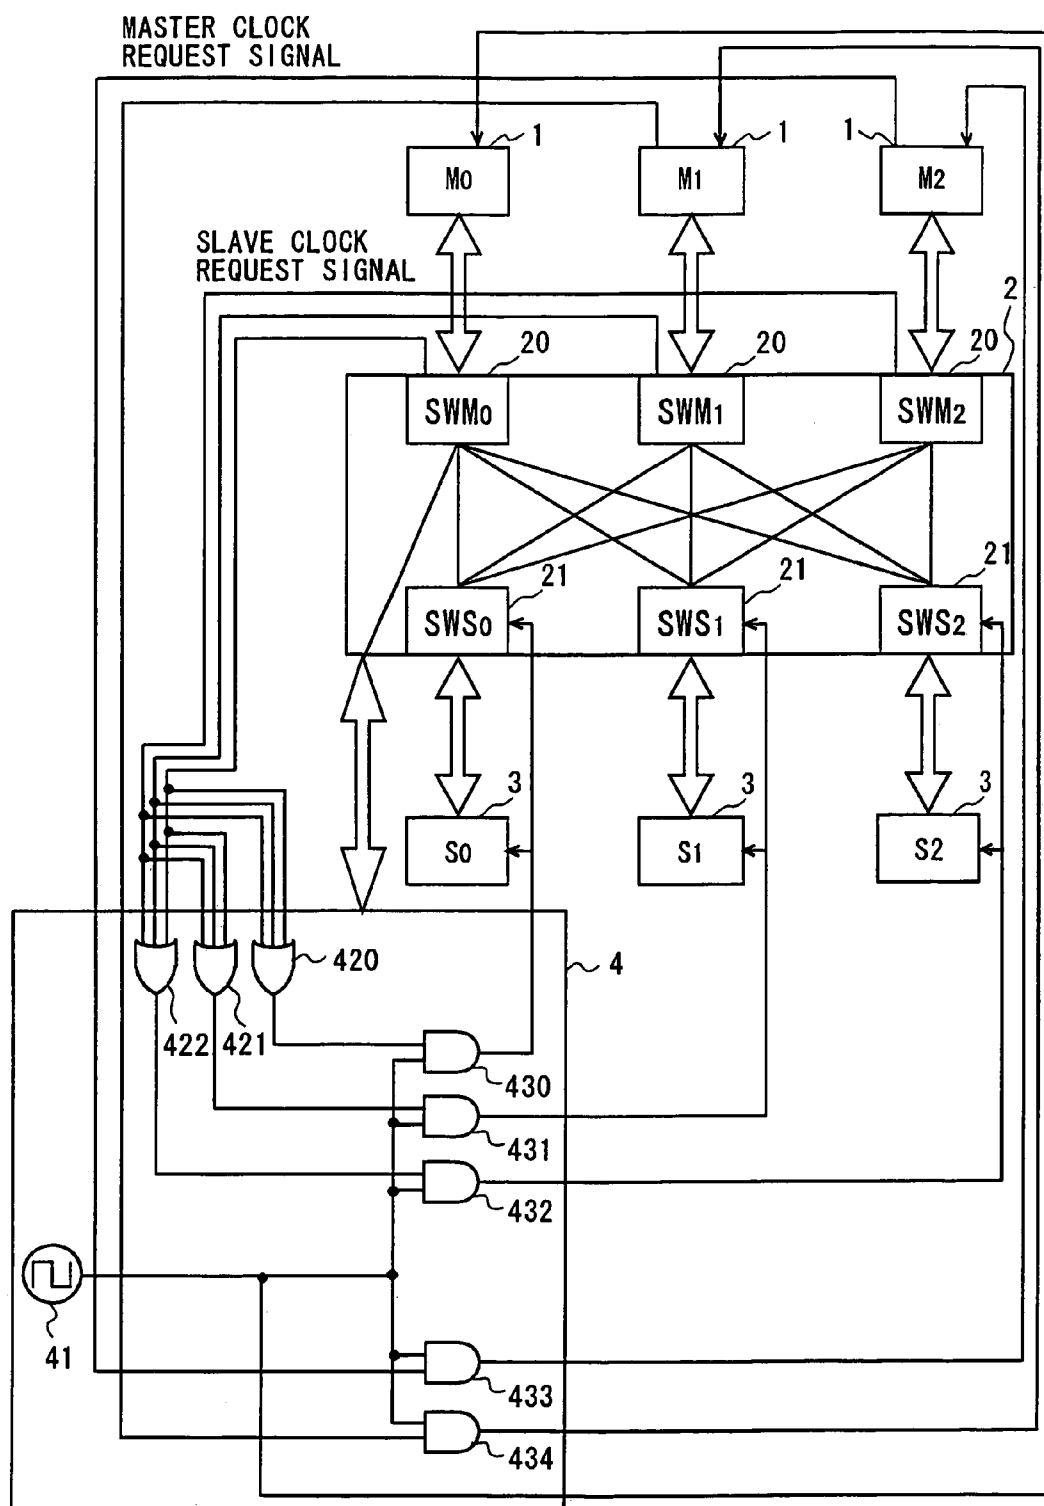 MASTER CLOCK
REQUEST SIGNAL
1
1
1
M0
M1
M2
SLAVE CLOCK
REQUEST SIGNAL
2
20
20
20
SWM0
SWM1
SWM2
21
21
21
SWS0
SWS1
SWS2
3
3
3
S0
S1
S2
420
4
422
421
430
431
432
41
433
434